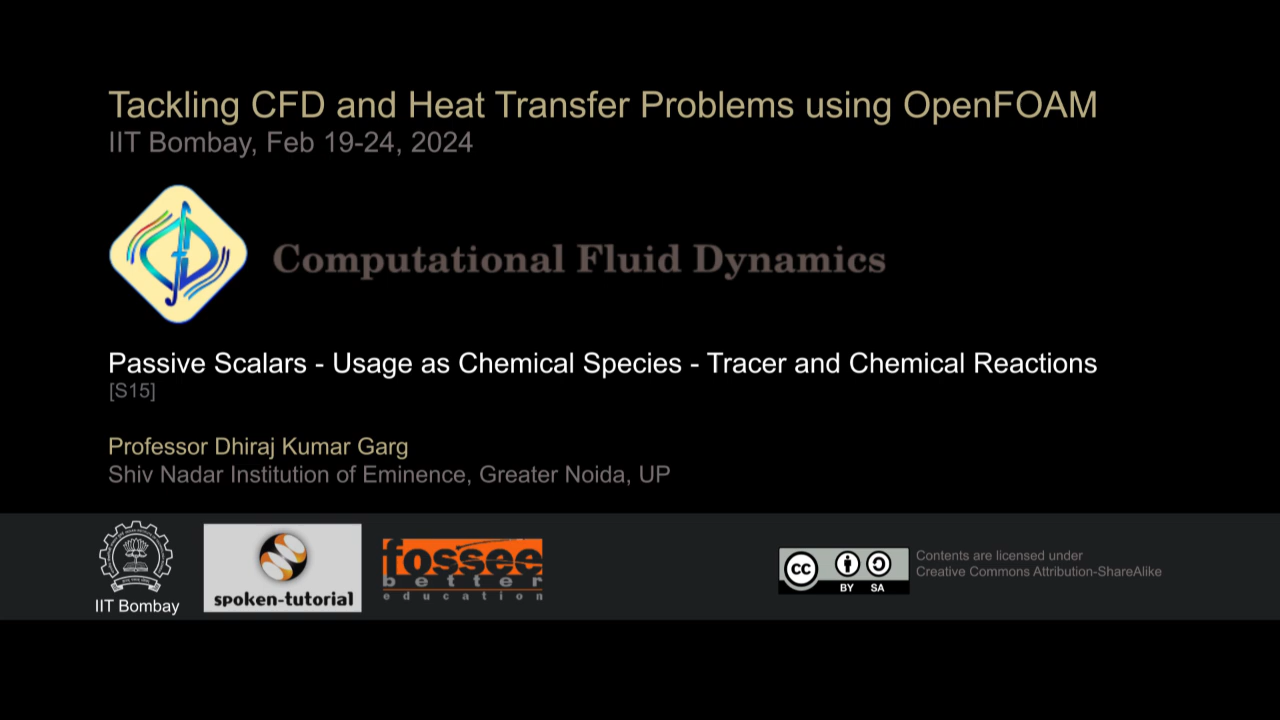 Tackling CFD and Heat Transfer Problems using OpenFOAM
IIT Bombay, Feb 19-24, 2024
Computational Fluid Dynamics
Passive Scalars - Usage as Chemical Species - Tracer and Chemical Reactions
[S15]
Professor Dhiraj Kumar Garg
Shiv Nadar Institution of Eminence, Greater Noida, UP
IIT Bombay
spoken-tutorial
fossee
better
education
cc
BY SA
Contents are licensed under
Creative Commons Attribution-ShareAlike